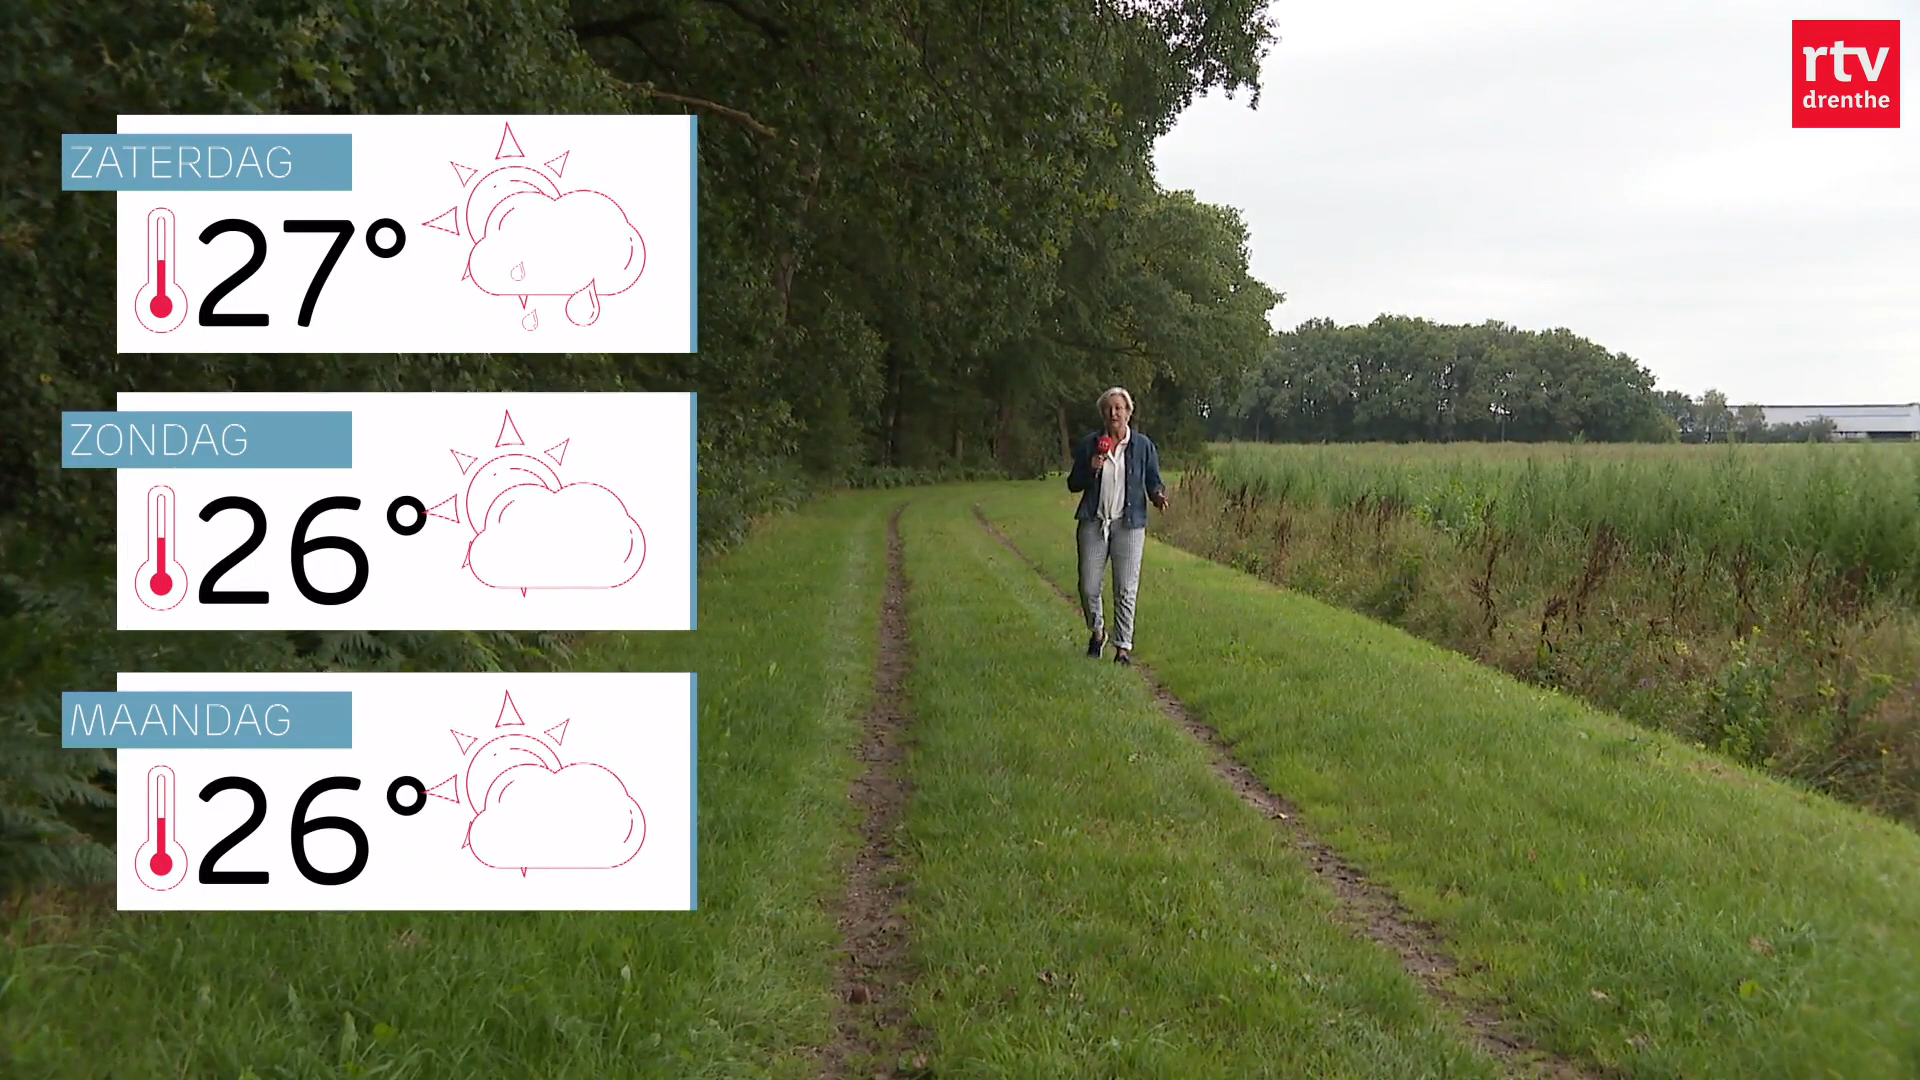 rtv
drenthe
ZATERDAG
27°
ZONDAG
26°
MAANDAG
26°